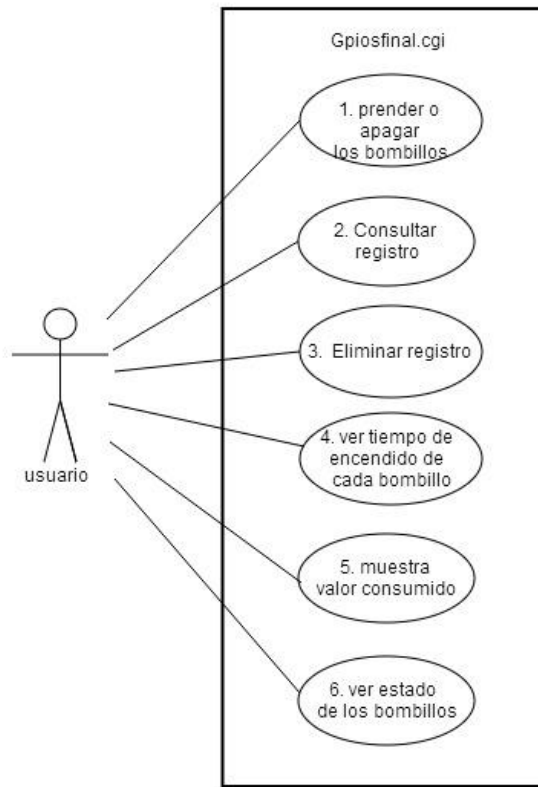 Gpiosfinal.cgi
1. prender o
apagar
los bombillos
2. Consultar
registro
3. Eliminar registro
4. ver tiempo de
encendido de
cada bombillo
usuario
5. muestra
valor consumido
6. ver estado
de los bombillos